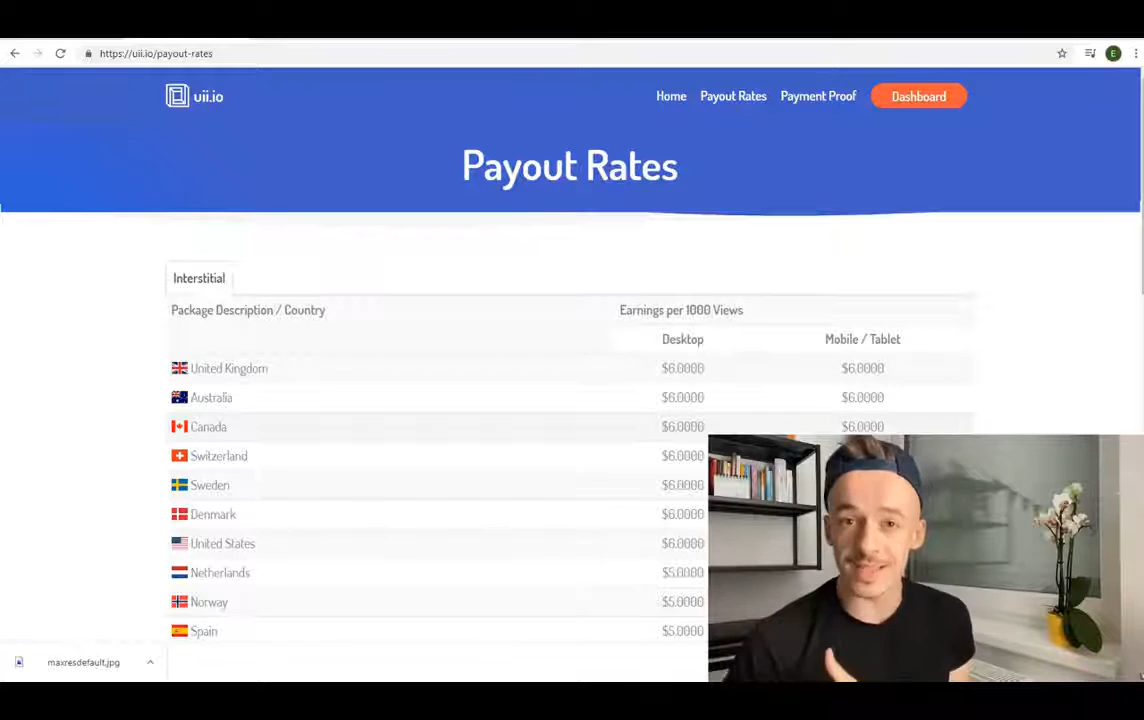 https://uii.io/payout-rates
E
uii.io
Home Payout Rates Payment Proof Dashboard
Payout Rates
Interstitial
Package Description / Country Earnings per 1000 Views
Desktop Mobile / Tablet
United Kingdom $6.0000 $6.0000
Australia $6.0000 $6.0000
Canada $6.0000 $6.0000
Switzerland $6.0000
Sweden $6.0000
Denmark $6.0000
United States $6.0000
Netherlands $5.0000
Norway $5.0000
Spain $5.0000
maxresdefault.jpg